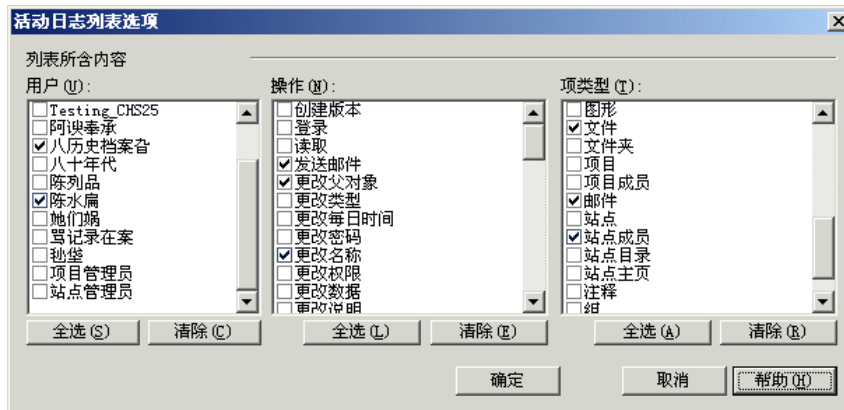 活动日志列表选项
列表所含内容
用户(U):
Testing_CHS25
阿谀奉承
八历史档案旮
八十年代
陈列品
陈水扁
她们娲
骂记录在案
项目管理员
站点管理员
全选(S)
清除(C)
操作(N):
创建版本
登录
读取
发送邮件
更改父对象
更改类型
更改每日时间
更改密码
更改名称
更改权限
更改数据
更改说明
全选(L)
清除(E)
项类型(T):
图形
文件
文件夹
项目
项目成员
邮件
站点
站点成员
站点目录
站点主页
注释
组
全选(A)
清除(R)
确定
取消
帮助(H)